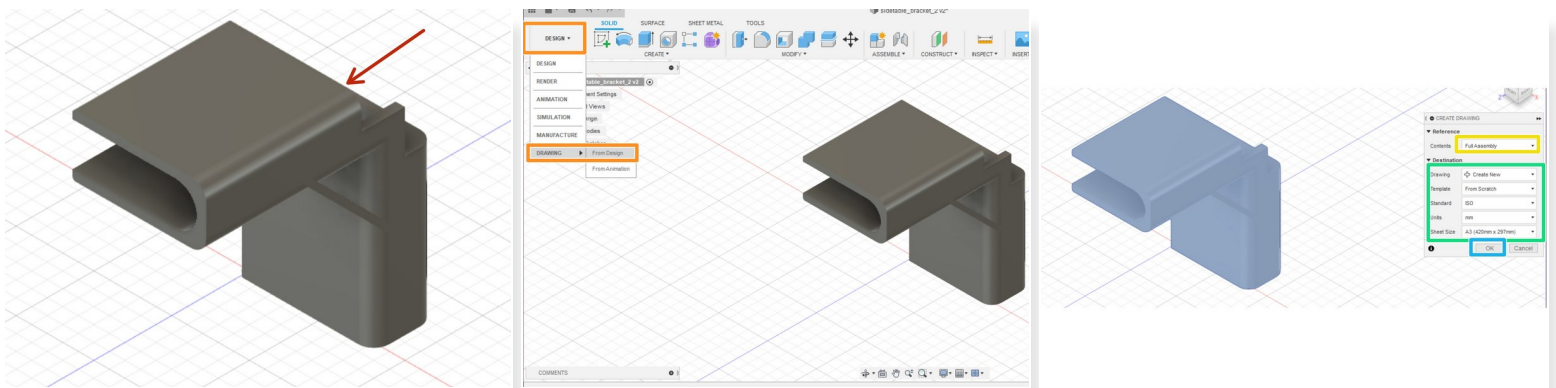 sidetable_bracket_2 v2*
SOLID SURFACE SHEET METAL TOOLS
DESIGN
CREATE MODIFY ASSEMBLE CONSTRUCT INSPECT INSERT
DESIGN
RENDER
table_bracket_2 v2
ment Settings
ANIMATION
Views
SIMULATION
rigin
MANUFACTURE
odies
DRAWING From Design
From Animation
COMMENTS
CREATE DRAWING
Reference
Contents Full Assembly
Destination
Drawing Create New
Template From Scratch
Standard ISO
Units mm
Sheet Size A3 (420mm x 297mm)
OK Cancel